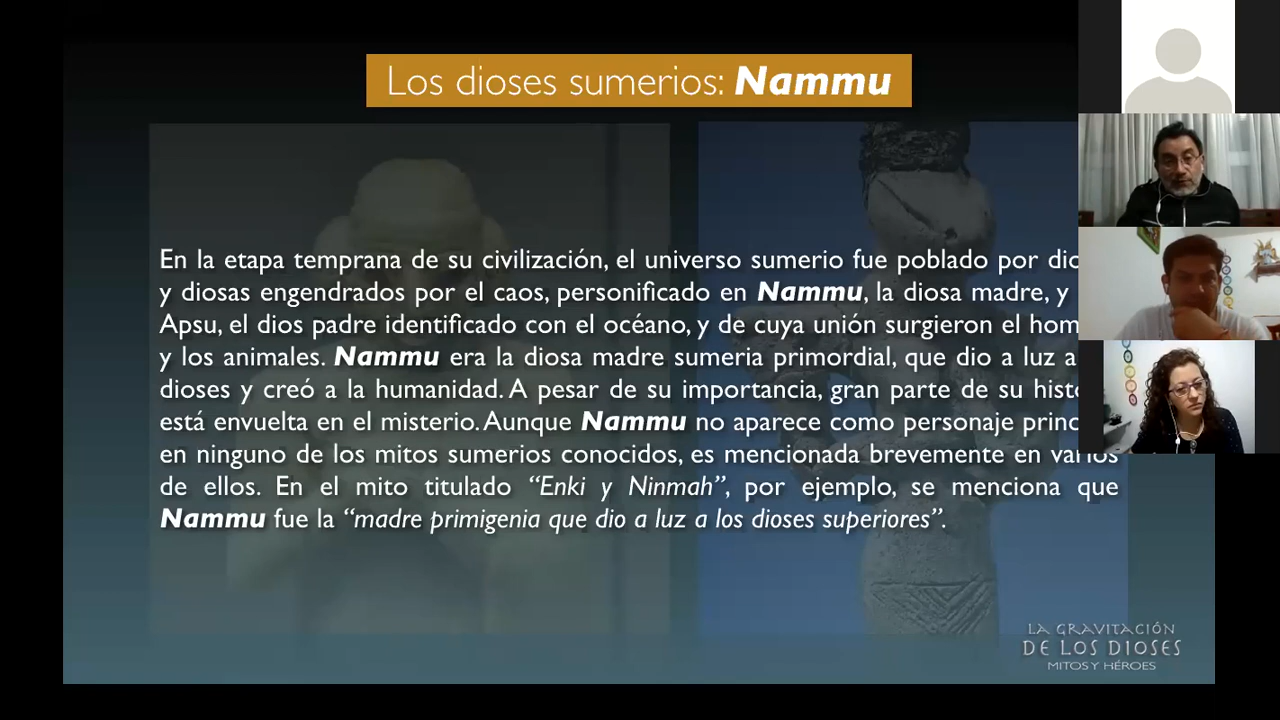 Los dioses sumerios: Nammu
En la etapa temprana de su civilización, el universo sumerio fue poblado por
y diosas engendrados por el caos, personificado en Nammu, la diosa madre, y
Apsu, el dios padre identificado con el océano, y de cuya unión surgieron el
y los animales. Nammu era la diosa madre sumeria primordial, que dio a luz a
dioses y creó a la humanidad. A pesar de su importancia, gran parte de su
está envuelta en el misterio. Aunque Nammu no aparece como personaje
en ninguno de los mitos sumerios conocidos, es mencionada brevemente en varios
de ellos. En el mito titulado “Enki y Ninmah”, por ejemplo, se menciona que
Nammu fue la “madre primigenia que dio a luz a los dioses superiores”.
LA GRAVITACIÓN
DE LOS DIOSES
MITOS Y HÉROES